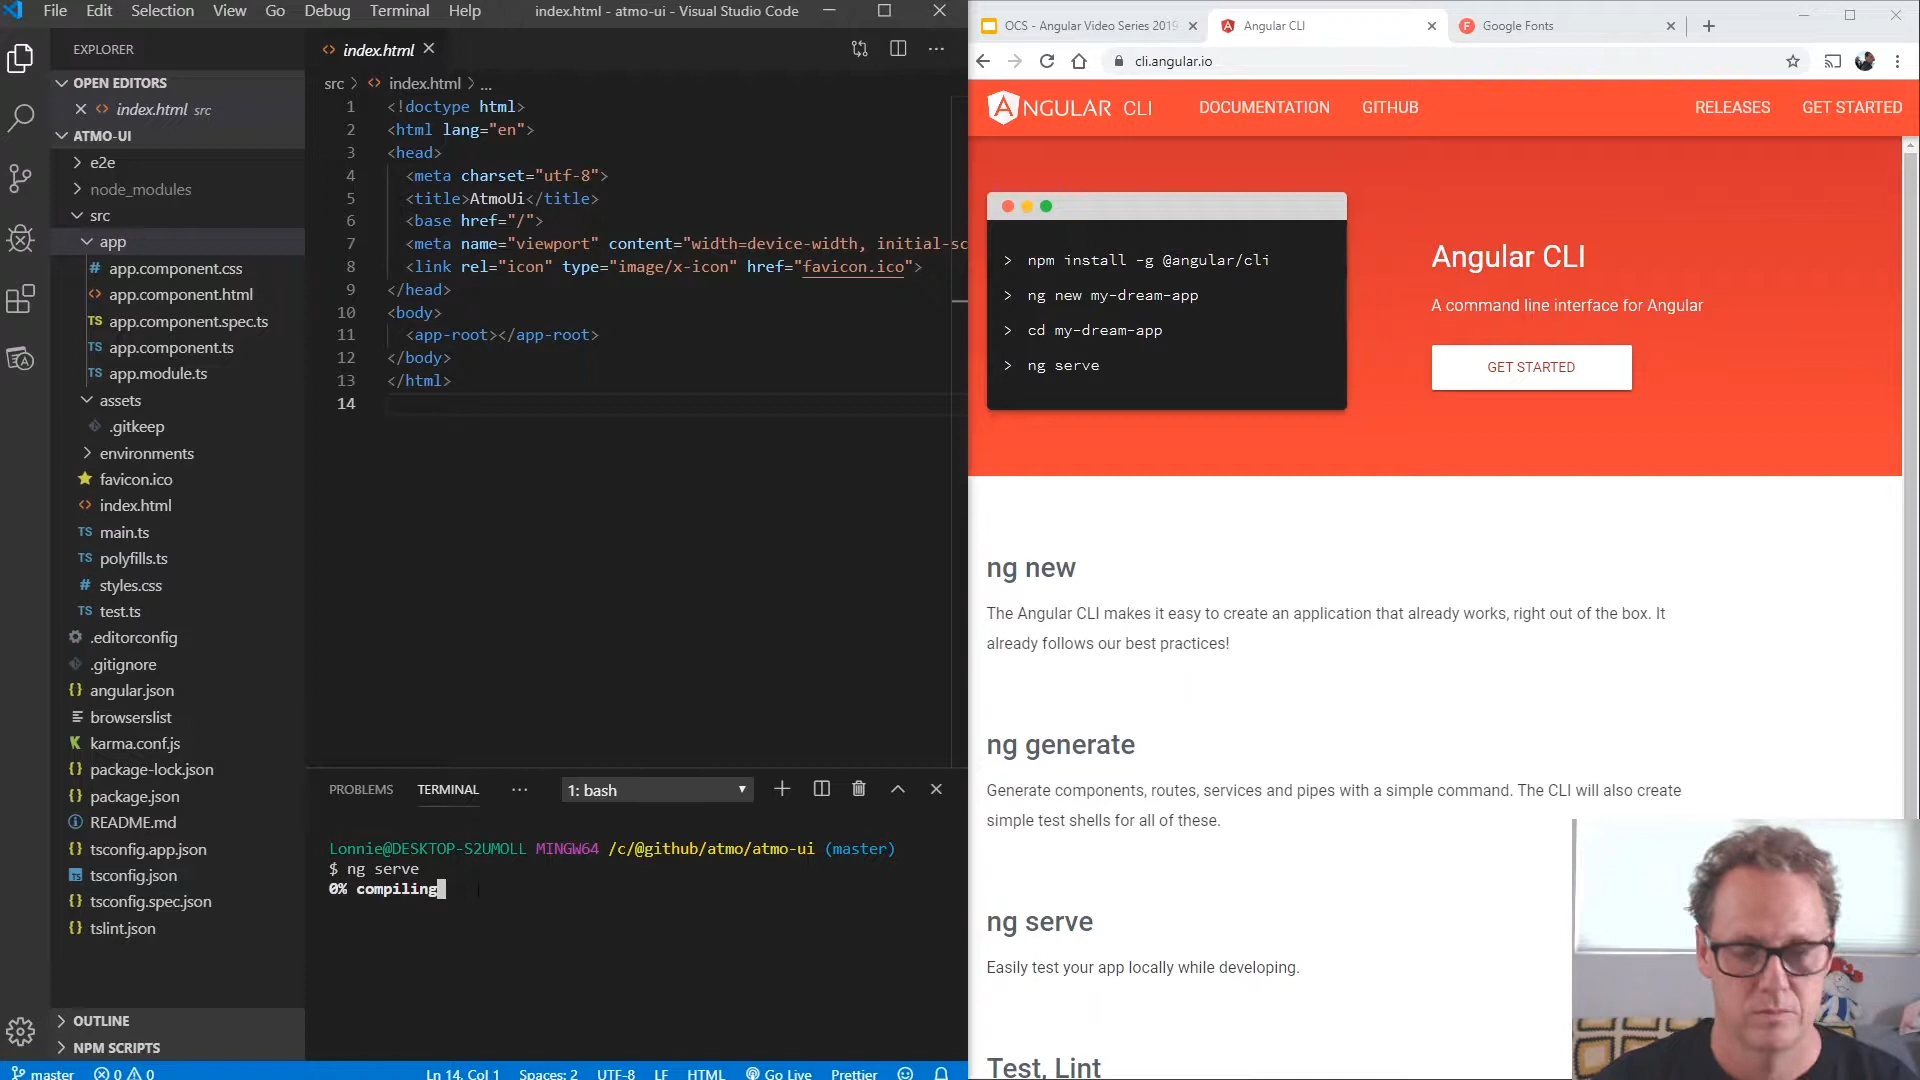 File Edit Selection View Go Debug Terminal Help
index.html - atmo-ui - Visual Studio Code
EXPLORER
OPEN EDITORS
index.html src
ATMO-UI
e2e
node_modules
src
app
app.component.css
app.component.html
app.component.spec.ts
app.component.ts
app.module.ts
assets
.gitkeep
environments
favicon.ico
index.html
main.ts
polyfills.ts
styles.css
test.ts
.editorconfig
.gitignore
angular.json
browserslist
karma.conf.js
package-lock.json
package.json
README.md
tsconfig.app.json
tsconfig.json
tsconfig.spec.json
tslint.json
OUTLINE
NPM SCRIPTS
index.html
src > index.html > ...
1 <!doctype html>
2 <html lang="en">
3 <head>
4 <meta charset="utf-8">
5 <title>AtmoUi</title>
6 <base href="/">
7 <meta name="viewport" content="width=device-width, initial-sc
8 <link rel="icon" type="image/x-icon" href="favicon.ico">
9 </head>
10 <body>
11 <app-root></app-root>
12 </body>
13 </html>
14
PROBLEMS TERMINAL ... 1: bash
Lonnie@DESKTOP-S2UMOLL MINGW64 /c/@github/atmo/atmo-ui (master)
$ ng serve
0% compiling
master 0 0 Ln 14, Col 1 Spaces: 2 UTF-8 LF HTML Go Live Prettier
OCS - Angular Video Series 2019
Angular CLI
Google Fonts
cli.angular.io
ANGULAR CLI DOCUMENTATION GITHUB RELEASES GET STARTED
> npm install -g @angular/cli
> ng new my-dream-app
> cd my-dream-app
> ng serve
Angular CLI
A command line interface for Angular
GET STARTED
ng new
The Angular CLI makes it easy to create an application that already works, right out of the box. It
already follows our best practices!
ng generate
Generate components, routes, services and pipes with a simple command. The CLI will also create
simple test shells for all of these.
ng serve
Easily test your app locally while developing.
Test, Lint